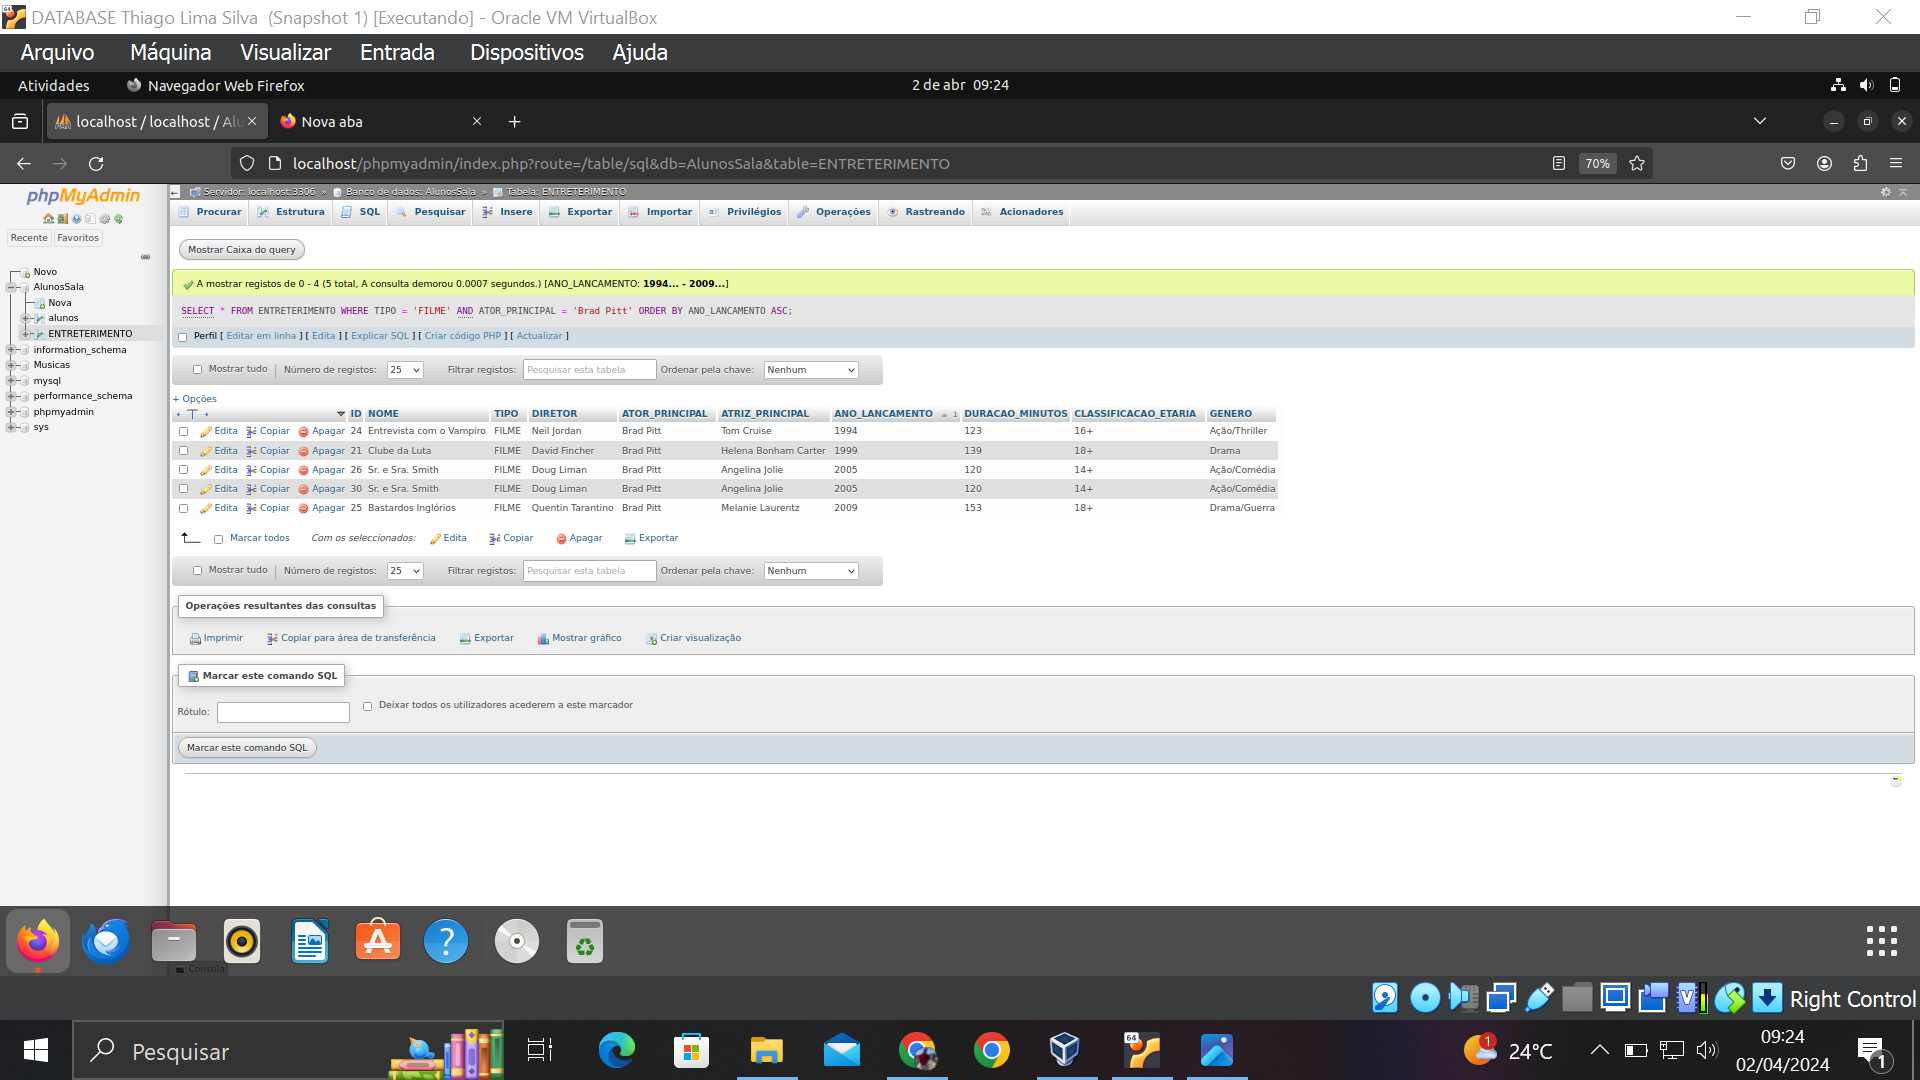 DATABASE Thiago Lima Silva (Snapshot 1) [Executando] - Oracle VM VirtualBox
Arquivo Máquina Visualizar Entrada Dispositivos Ajuda
Atividades Navegador Web Firefox 2 de abr 09:24
localhost / localhost / Alu Nova aba
localhost/phpmyadmin/index.php?route=/table/sql&db=AlunosSala&table=ENTRETERIMENTO 70%
phpMyAdmin
Recente Favoritos
Novo
AlunosSala
Nova
alunos
ENTRETERIMENTO
information_schema
Musicas
mysql
performance_schema
phpmyadmin
sys
Servidor: localhost:3306 » Banco de dados: AlunosSala » Tabela: ENTRETERIMENTO
Procurar Estrutura SQL Pesquisar Insere Exportar Importar Privilégios Operações Rastreando Acionadores
Mostrar Caixa do query
A mostrar registos de 0 - 4 (5 total, A consulta demorou 0.0007 segundos.) [ANO_LANCAMENTO: 1994... - 2009...]
SELECT * FROM ENTRETERIMENTO WHERE TIPO = 'FILME' AND ATOR_PRINCIPAL = 'Brad Pitt' ORDER BY ANO_LANCAMENTO ASC;
Perfil [ Editar em linha ] [ Edita ] [ Explicar SQL ] [ Criar código PHP ] [ Actualizar ]
Mostrar tudo Número de registos: 25 Filtrar registos: Pesquisar esta tabela Ordenar pela chave: Nenhum
+ Opções
ID NOME TIPO DIRETOR ATOR_PRINCIPAL ATRIZ_PRINCIPAL ANO_LANCAMENTO 1 DURACAO_MINUTOS CLASSIFICACAO_ETARIA GENERO
Edita Copiar Apagar 24 Entrevista com o Vampiro FILME Neil Jordan Brad Pitt Tom Cruise 1994 123 16+ Ação/Thriller
Edita Copiar Apagar 21 Clube da Luta FILME David Fincher Brad Pitt Helena Bonham Carter 1999 139 18+ Drama
Edita Copiar Apagar 26 Sr. e Sra. Smith FILME Doug Liman Brad Pitt Angelina Jolie 2005 120 14+ Ação/Comédia
Edita Copiar Apagar 30 Sr. e Sra. Smith FILME Doug Liman Brad Pitt Angelina Jolie 2005 120 14+ Ação/Comédia
Edita Copiar Apagar 25 Bastardos Inglórios FILME Quentin Tarantino Brad Pitt Melanie Laurentz 2009 153 18+ Drama/Guerra
Marcar todos Com os seleccionados: Edita Copiar Apagar Exportar
Mostrar tudo Número de registos: 25 Filtrar registos: Pesquisar esta tabela Ordenar pela chave: Nenhum
Operações resultantes das consultas
Imprimir Copiar para área de transferência Exportar Mostrar gráfico Criar visualização
Marcar este comando SQL
Rótulo: Deixar todos os utilizadores acederem a este marcador
Marcar este comando SQL
Consola
Right Control
Pesquisar 64 1 24°C 09:24
02/04/2024 1